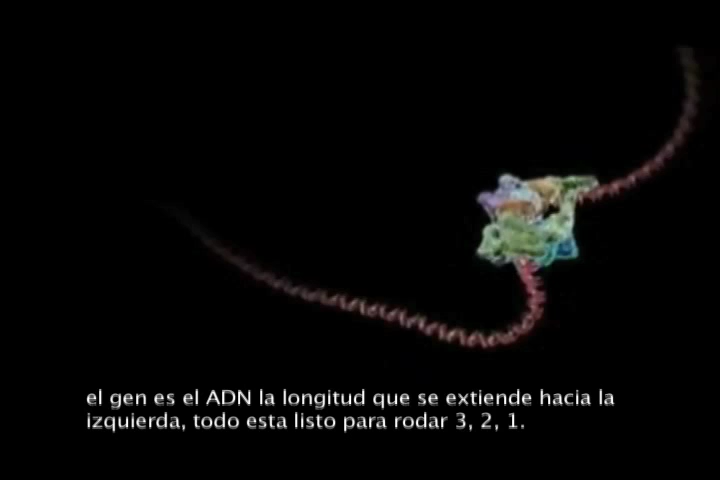 el gen es el ADN la longitud que se extiende hacia la
izquierda, todo esta listo para rodar 3, 2, 1.